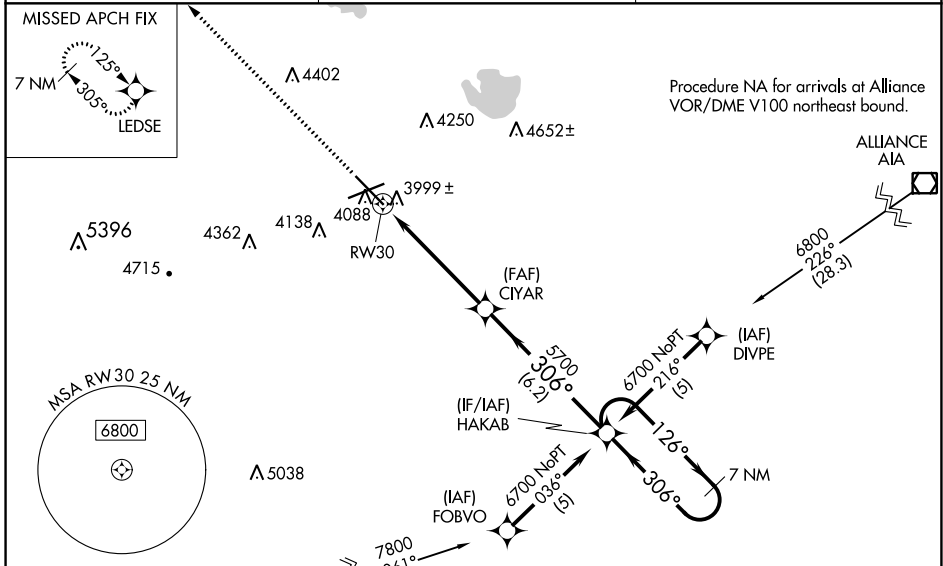 MISSED APCH FIX
125°
7 NM
305°
LEDSE
4402
4250
4652±
Procedure NA for arrivals at Alliance
VOR/DME V100 northeast bound.
ALLIANCE
AIA
3999±
4088
4138
4362
5396
4715
RW30
6800
226°
(28.3)
(FAF)
CIYAR
(IAF)
DIVPE
5700
306°
(6.2)
6700 NoPT
216°
(5)
(IF/IAF)
HAKAB
126°
306°
7 NM
MSA RW30 25 NM
6800
5038
6700 NoPT
036°
(5)
(IAF)
FOBVO
7800